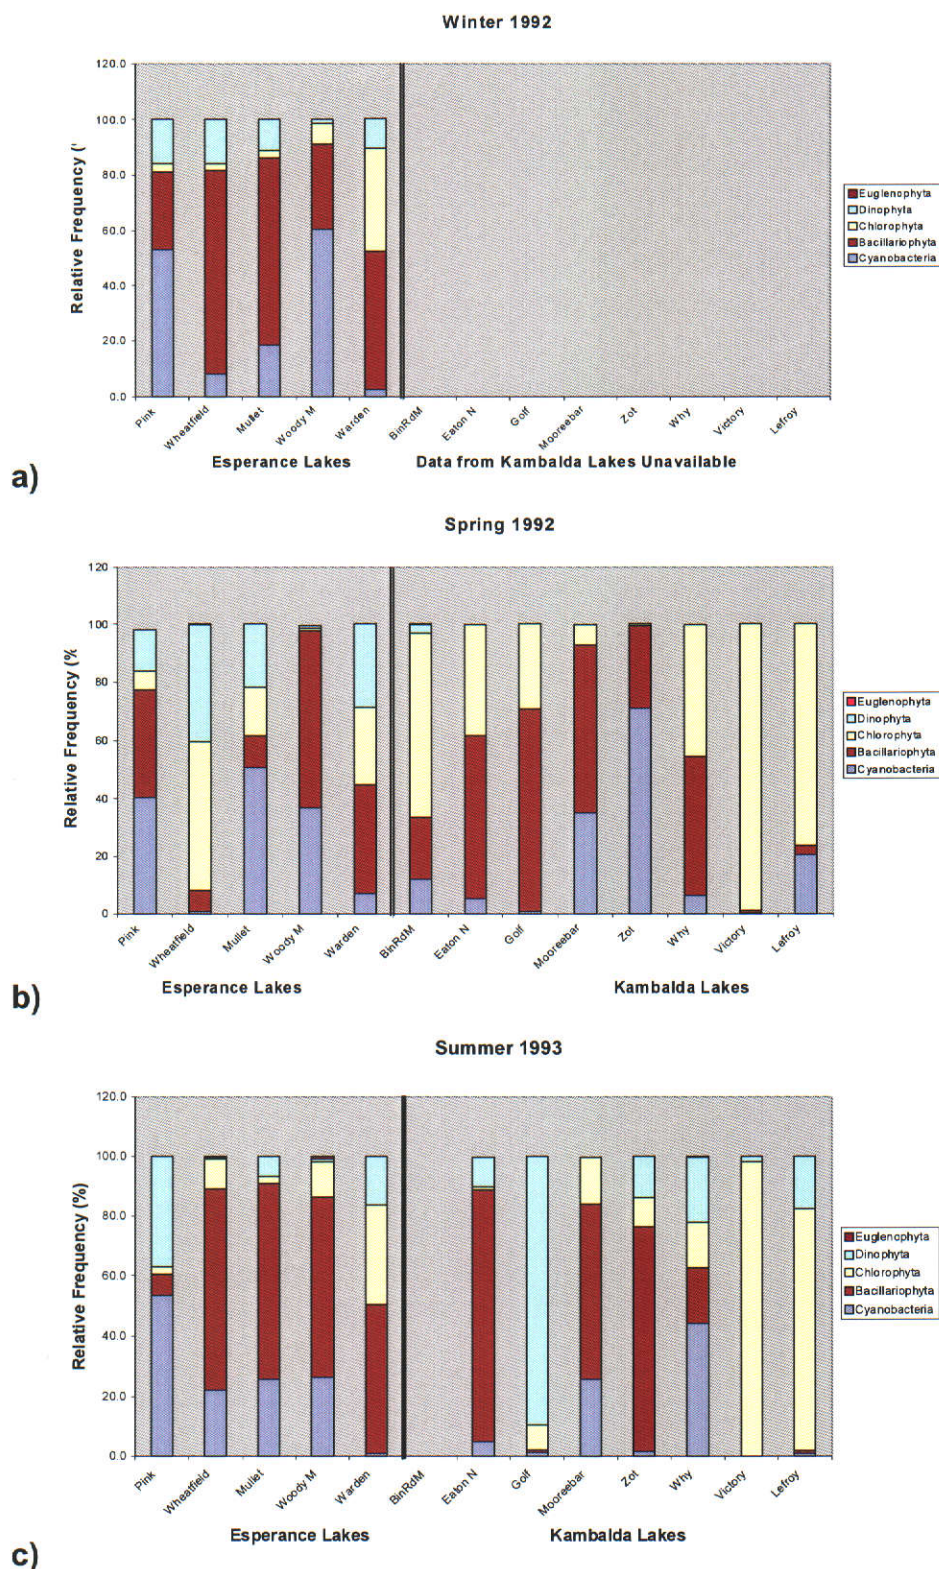 Winter 1992
120.0
100.0
80.0
60.0
40.0
20.0
0.0
Relative Frequency ('
Pink
Wheatfield
Mullet
Woody M
Warden
BinRdM
Eaton N
Golf
Mooreebar
Zot
Why
Victory
Lefroy
Esperance Lakes
Data from Kambalda Lakes Unavailable
Euglenophyta
Dinophyta
Chlorophyta
Bacillariophyta
Cyanobacteria
a)
Spring 1992
120
100
80
60
40
20
0
Relative Frequency (%
Pink
Wheatfield
Mullet
Woody M
Warden
BinRdM
Eaton N
Golf
Mooreebar
Zot
Why
Victory
Lefroy
Esperance Lakes
Kambalda Lakes
Euglenophyta
Dinophyta
Chlorophyta
Bacillariophyta
Cyanobacteria
b)
Summer 1993
120.0
100.0
80.0
60.0
40.0
20.0
0.0
Relative Frequency (%)
Pink
Wheatfield
Mullet
Woody M
Warden
BinRdM
Eaton N
Golf
Mooreebar
Zot
Why
Victory
Lefroy
Esperance Lakes
Kambalda Lakes
Euglenophyta
Dinophyta
Chlorophyta
Bacillariophyta
Cyanobacteria
c)